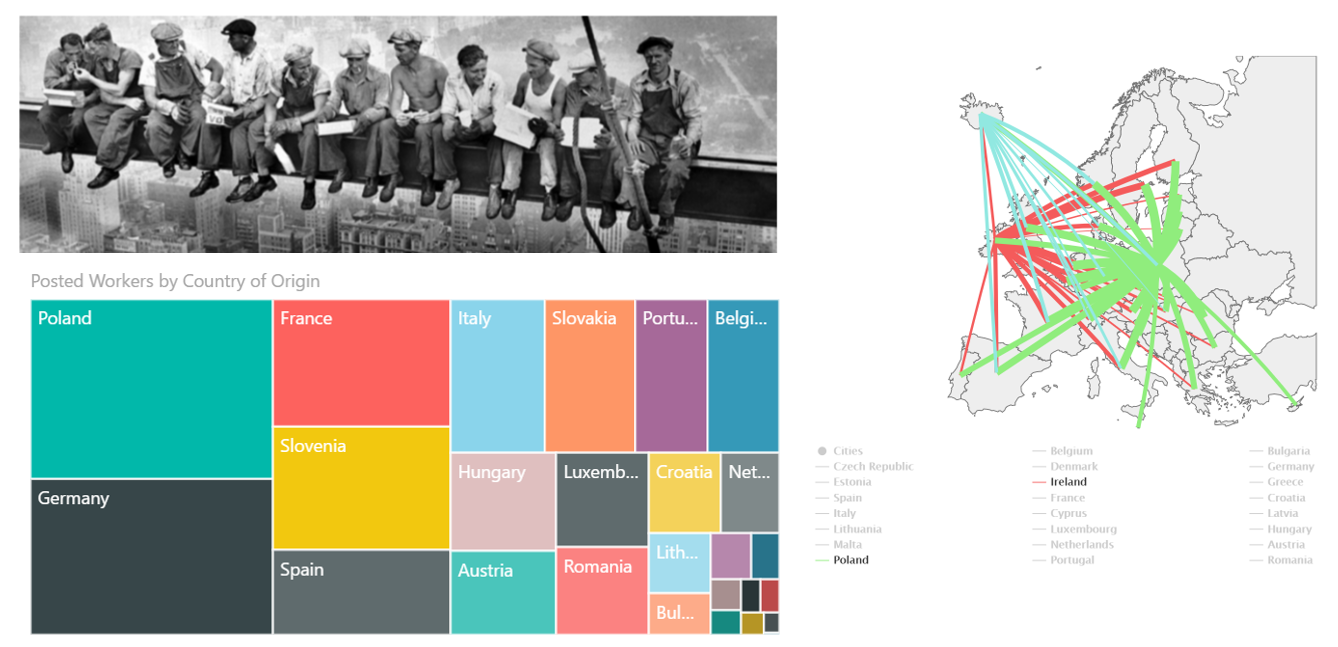 Posted Workers by Country of Origin
Poland
France
Italy
Slovakia
Portu...
Belgi...
Slovenia
Hungary
Luxemb...
Croatia
Net...
Germany
Spain
Austria
Romania
Lith...
Bul...
Cities
Belgium
Bulgaria
Czech Republic
Denmark
Germany
Estonia
Ireland
Greece
Spain
France
Croatia
Italy
Cyprus
Latvia
Lithuania
Luxembourg
Hungary
Malta
Netherlands
Austria
Poland
Portugal
Romania